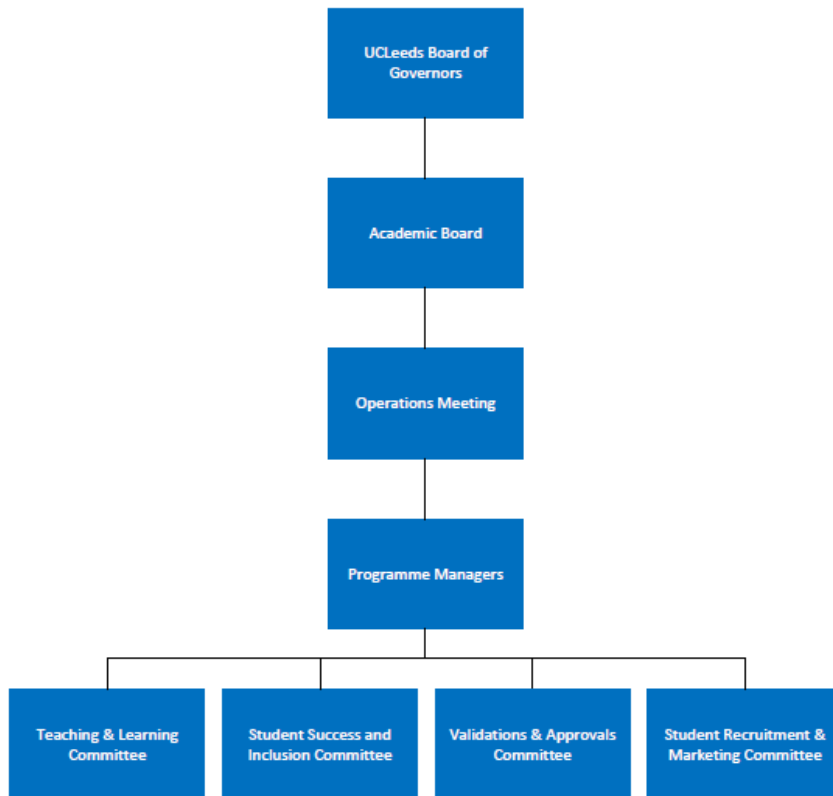 UCLeeds Board of
Governors
Academic Board
Operations Meeting
Programme Managers
Teaching & Learning
Committee
Student Success and
Inclusion Committee
Validations & Approvals
Committee
Student Recruitment &
Marketing Committee